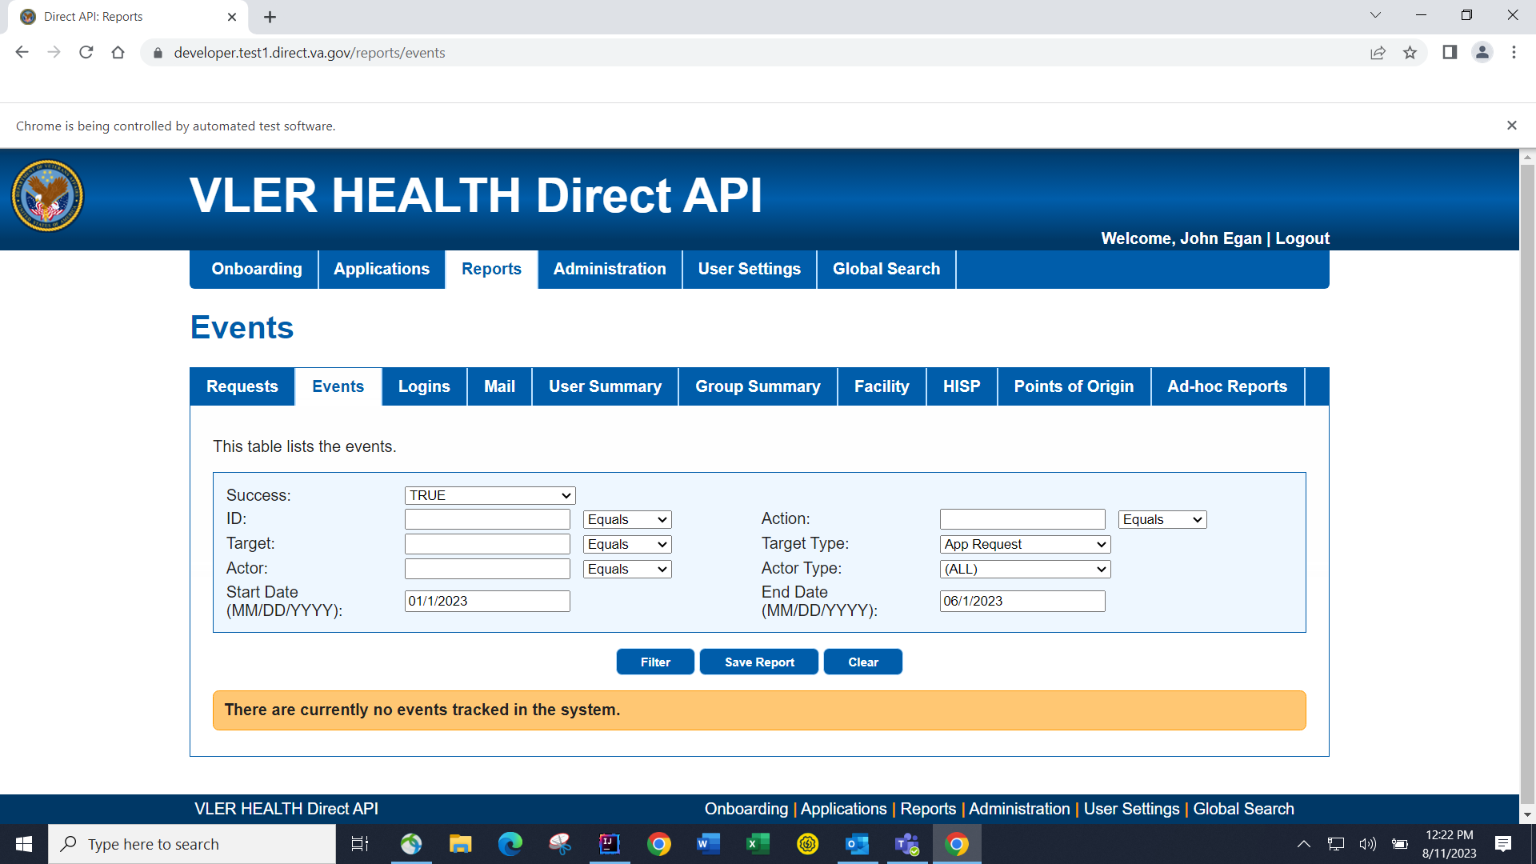 Direct API: Reports
developer.test1.direct.va.gov/reports/events
Chrome is being controlled by automated test software.
VLER HEALTH Direct API
Welcome, John Egan | Logout
Onboarding Applications Reports Administration User Settings Global Search
Events
Requests Events Logins Mail User Summary Group Summary Facility HISP Points of Origin Ad-hoc Reports
This table lists the events.
Success: TRUE
ID: Equals Action: Equals
Target: Equals Target Type: App Request
Actor: Equals Actor Type: (ALL)
Start Date (MM/DD/YYYY): 01/1/2023 End Date (MM/DD/YYYY): 06/1/2023
Filter Save Report Clear
There are currently no events tracked in the system.
VLER HEALTH Direct API Onboarding | Applications | Reports | Administration | User Settings | Global Search
Type here to search
12:22 PM
8/11/2023